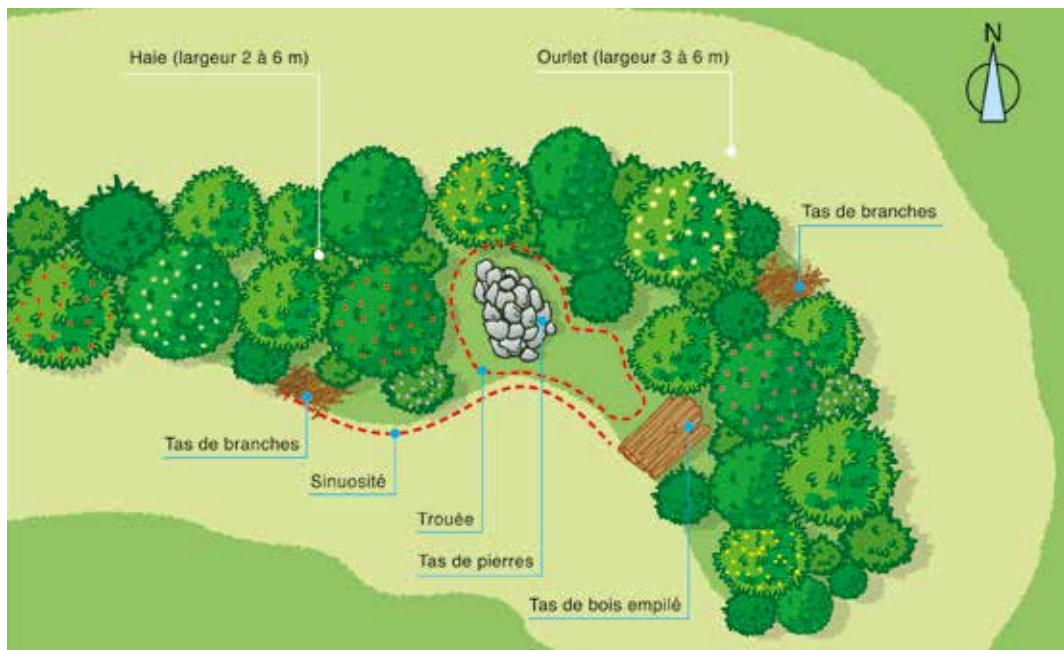 N
Haie (largeur 2 à 6 m)
Ourlet (largeur 3 à 6 m)
Tas de branches
Tas de branches
Sinuosité
Trouée
Tas de pierres
Tas de bois empilé